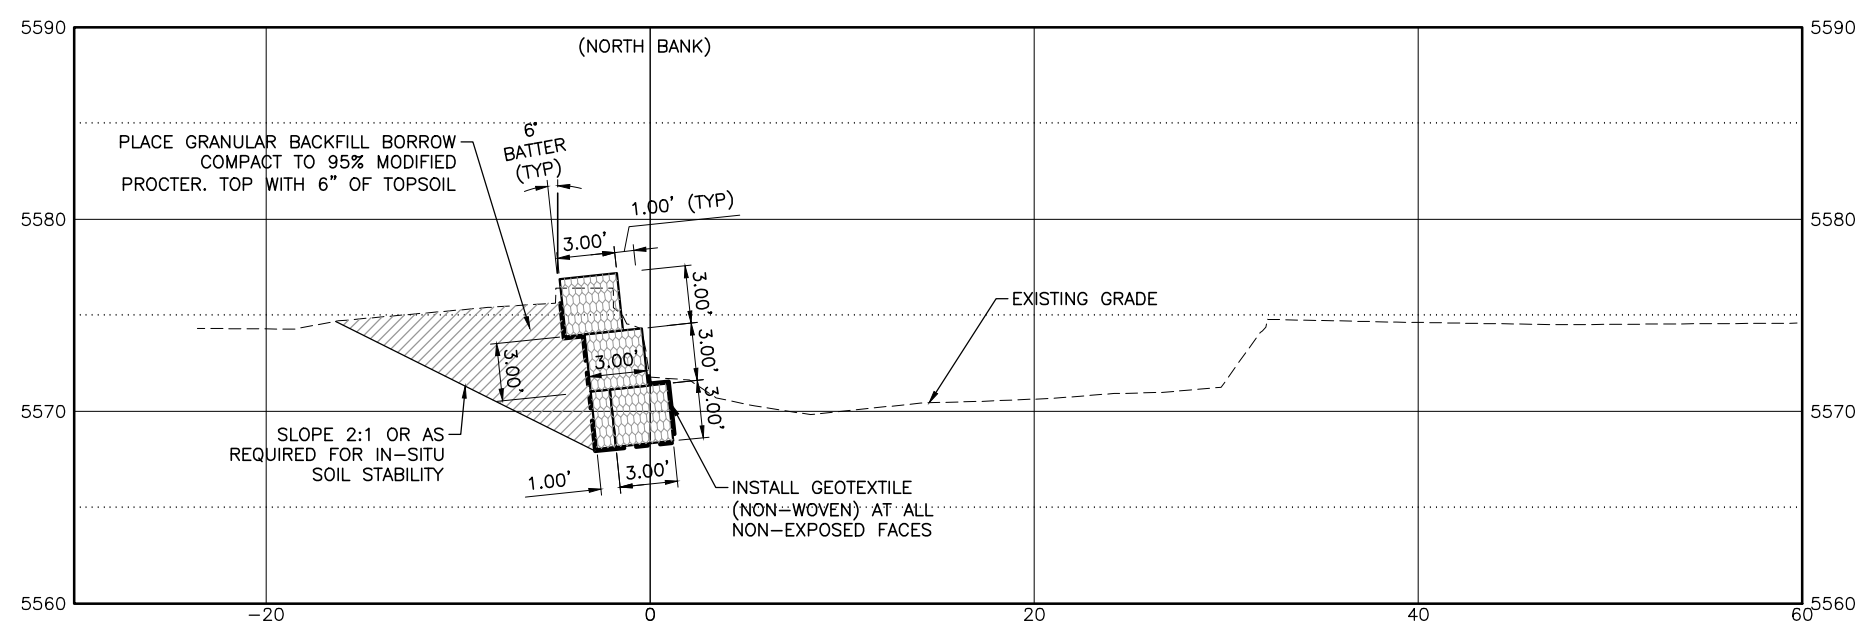 5590
5590
(NORTH BANK)
6°
BATTER
(TYP)
PLACE GRANULAR BACKFILL BORROW
COMPACT TO 95% MODIFIED
PROCTER. TOP WITH 6” OF TOPSOIL
1.00' (TYP)
5580
5580
3.00'
3.00'
EXISTING GRADE
3.00'
3.00'
3.00'
3.00'
5570
5570
SLOPE 2:1 OR AS
REQUIRED FOR IN-SITU
SOIL STABILITY
1.00'
3.00'
INSTALL GEOTEXTILE
(NON-WOVEN) AT ALL
NON-EXPOSED FACES
5560
5560
-20
0
20
40
60